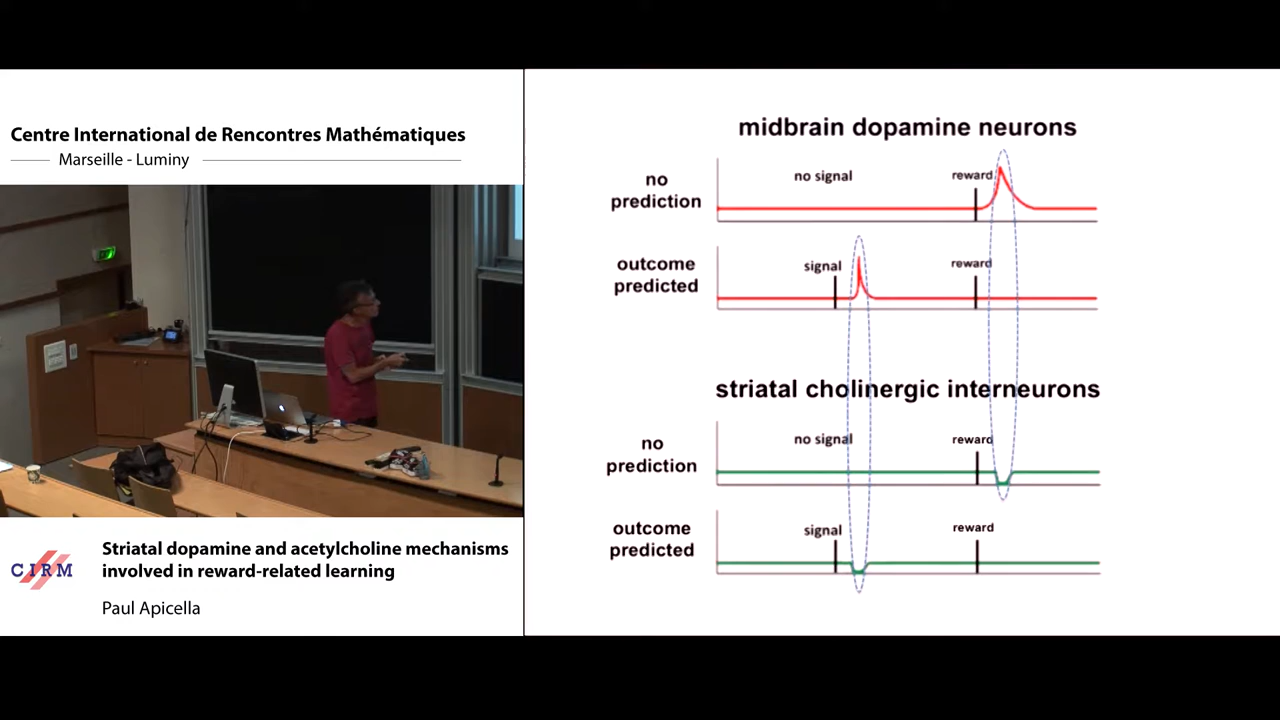 Centre International de Rencontres Mathématiques
Marseille - Luminy
CIRM
Striatal dopamine and acetylcholine mechanisms
involved in reward-related learning
Paul Apicella
midbrain dopamine neurons
no
prediction
no signal
reward
outcome
predicted
signal
reward
striatal cholinergic interneurons
no
prediction
no signal
reward
outcome
predicted
signal
reward